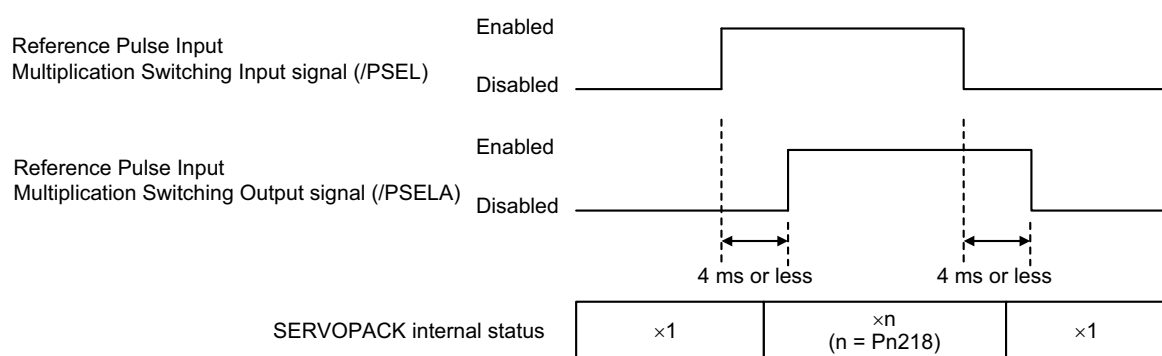 Reference Pulse Input
Multiplication Switching Input signal (/PSEL)
Enabled
Disabled
Reference Pulse Input
Multiplication Switching Output signal (/PSELA)
Enabled
Disabled
4 ms or less
4 ms or less
SERVOPACK internal status
×1
×n
(n = Pn218)
×1